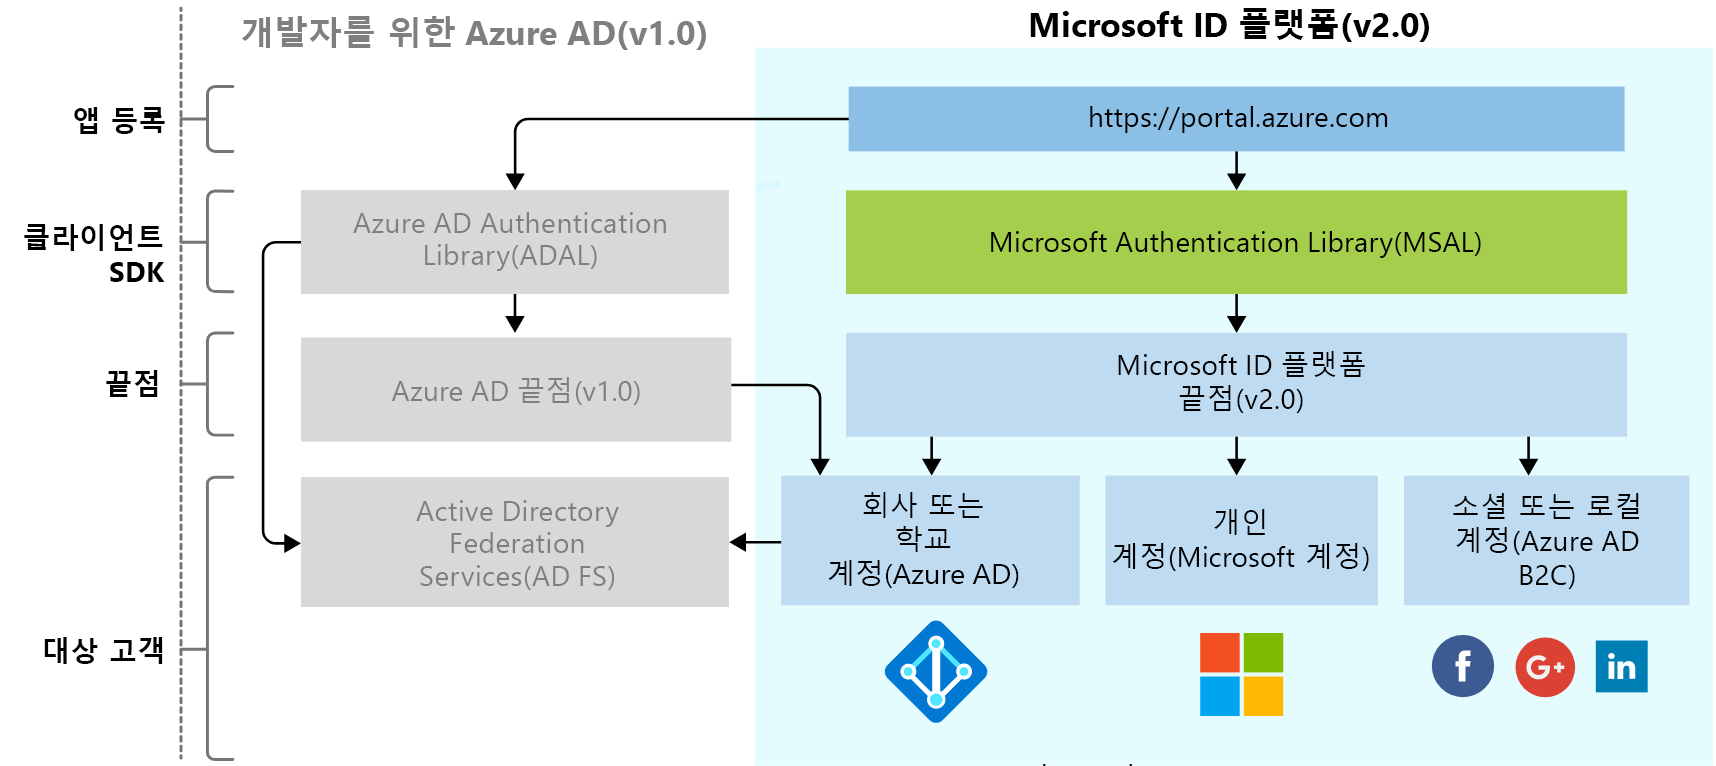 개발자를 위한 Azure AD(v1.0)
Microsoft ID 플랫폼(v2.0)
앱 등록
https://portal.azure.com
클라이언트
SDK
Azure AD Authentication
Library(ADAL)
Microsoft Authentication Library(MSAL)
끝점
Azure AD 끝점(v1.0)
Microsoft ID 플랫폼
끝점(v2.0)
대상 고객
Active Directory
Federation
Services(AD FS)
회사 또는
학교
계정(Azure AD)
개인
계정(Microsoft 계정)
소셜 또는 로컬
계정(Azure AD
B2C)
f
G+
in